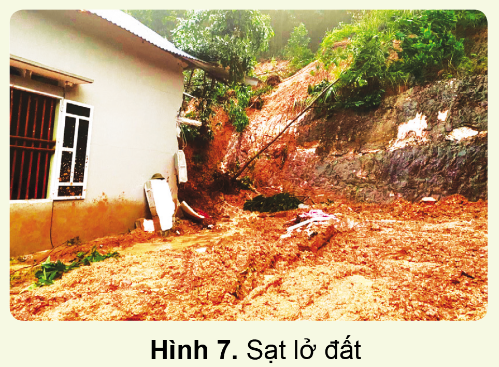 Hình 7. Sạt lở đất